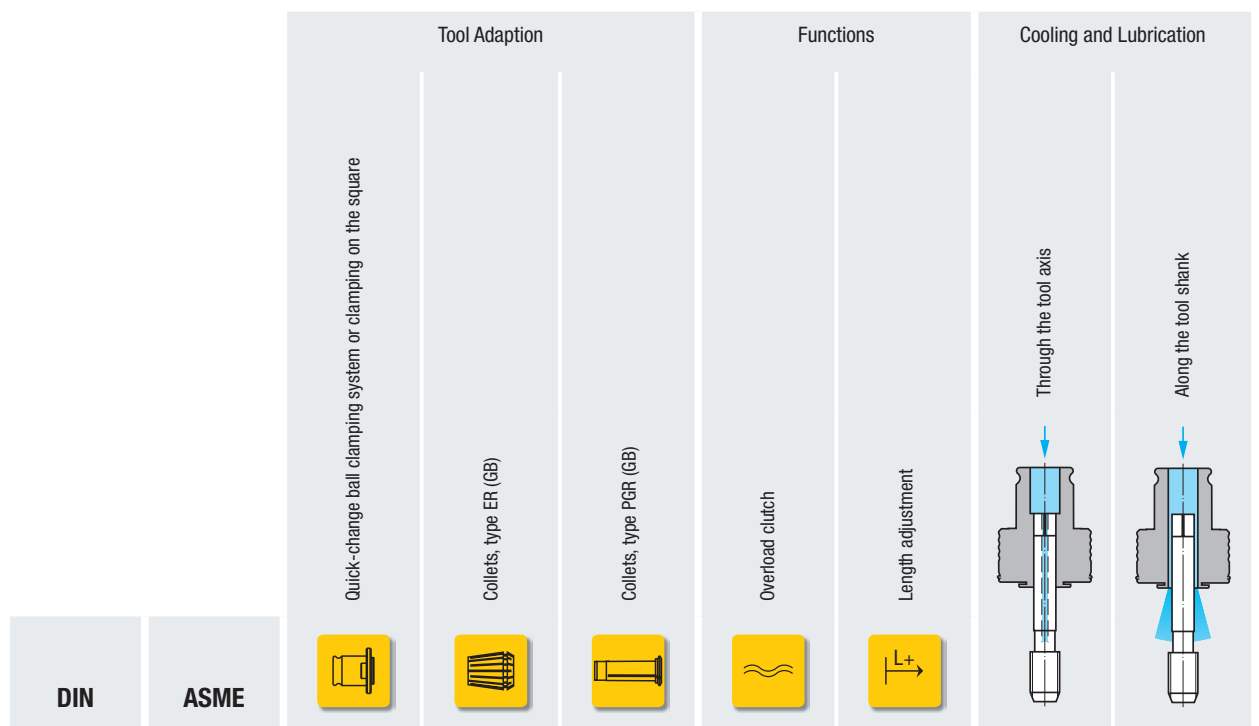 Tool Adaption
Functions
Cooling and Lubrication
Quick-change ball clamping system or clamping on the square
Collets, type ER (GB)
Collets, type PGR (GB)
Overload clutch
Length adjustment
Through the tool axis
Along the tool shank
DIN
ASME
L+